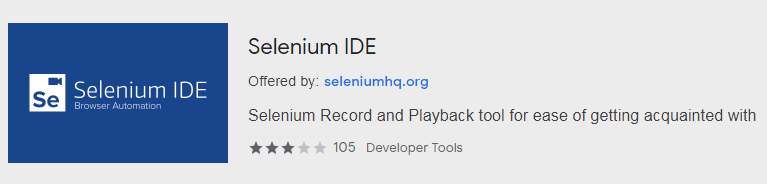 Se Selenium IDE
Browser Automation
Selenium IDE
Offered by: seleniumhq.org
Selenium Record and Playback tool for ease of getting acquainted with
105 Developer Tools